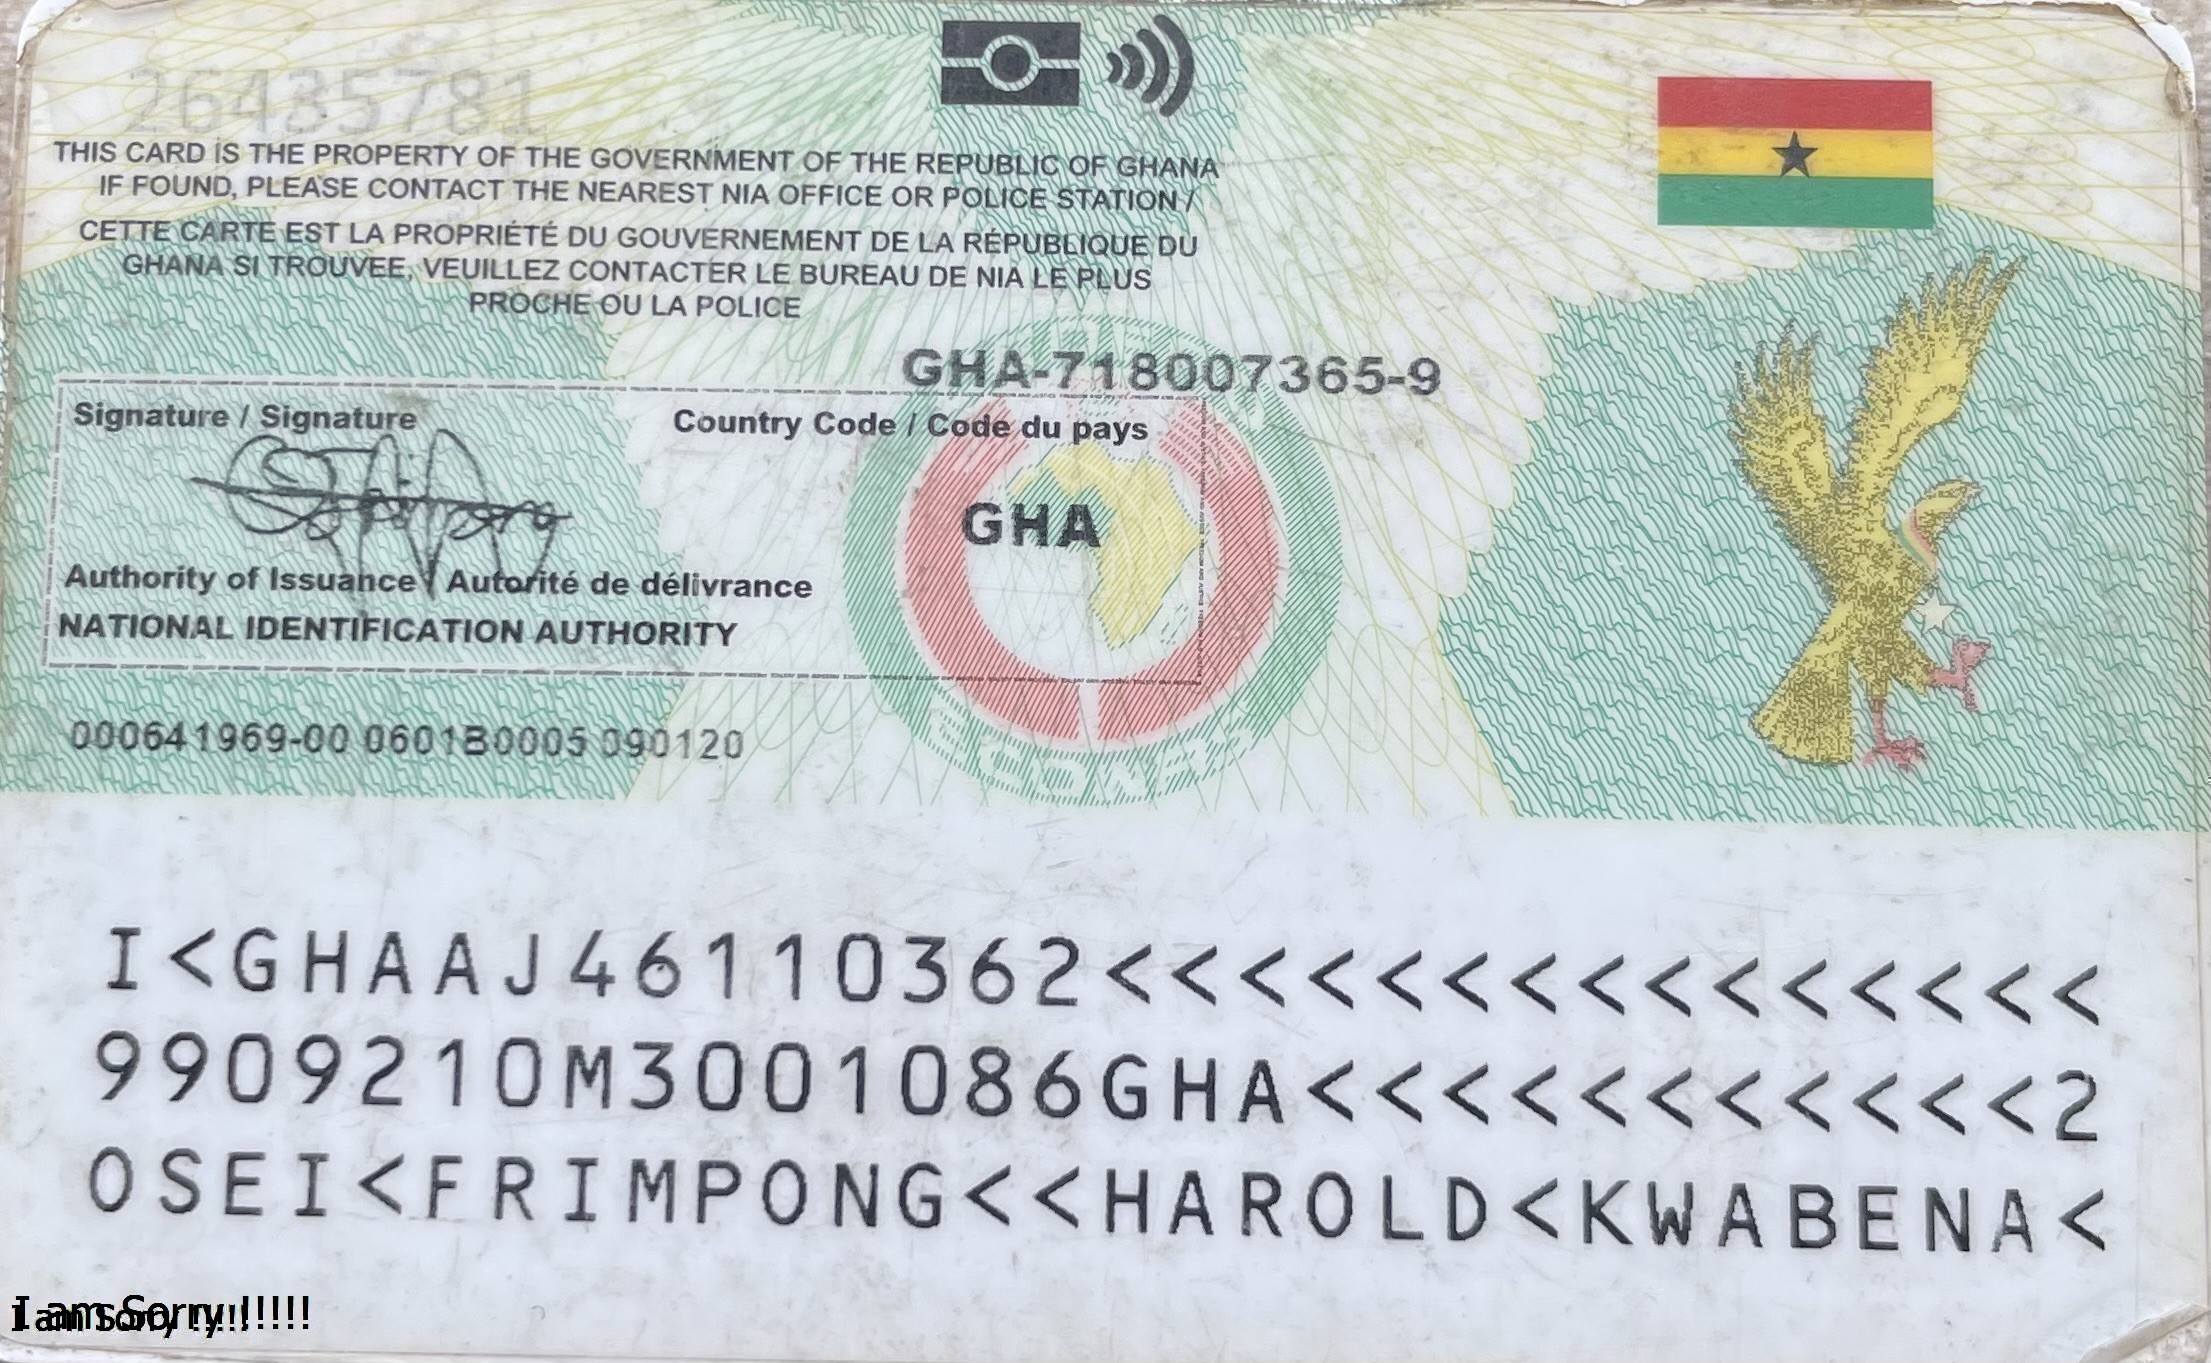 26435781
THIS CARD IS THE PROPERTY OF THE GOVERNMENT OF THE REPUBLIC OF GHANA
IF FOUND, PLEASE CONTACT THE NEAREST NIA OFFICE OR POLICE STATION /
CETTE CARTE EST LA PROPRIÉTÉ DU GOUVERNEMENT DE LA RÉPUBLIQUE DU
GHANA SI TROUVEE, VEUILLEZ CONTACTER LE BUREAU DE NIA LE PLUS
PROCHE OU LA POLICE
GHA-718007365-9
Signature / Signature
Country Code / Code du pays
GHA
Authority of Issuance / Autorité de délivrance
NATIONAL IDENTIFICATION AUTHORITY
000641969-00 0601B0005 090120
I<GHAAJ46110362<<<<<<<<<<<<<<<
9909210M3001086GHA<<<<<<<<<<<2
OSEI<FRIMPONG<<HAROLD<KWABENA<
I am Sorry !!!!!
I am Sorry !!!!!